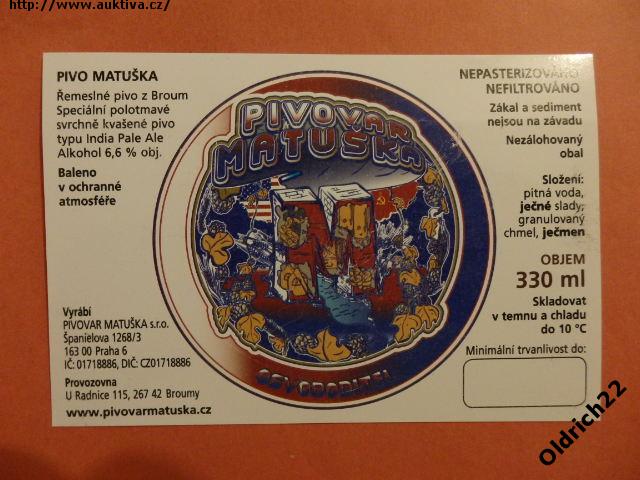 http://www.auktiva.cz/
PIVO MATUŠKA
Řemeslné pivo z Broum
Speciální polotmavé
svrchně kvašené pivo
typu India Pale Ale
Alkohol 6,6 % obj.
Baleno
v ochranné
atmosféře
Vyrábí
PIVOVAR MATUŠKA s.r.o.
Španielova 1268/3
163 00 Praha 6
IČ: 01718886, DIČ: CZ01718886
Provozovna
U Radnice 115, 267 42 Broumy
www.pivovarmatuska.cz
PIVOVAR
MATUŠKA
M
OSVOBODITEL
NEPASTERIZOVÁNO
NEFILTROVÁNO
Zákal a sediment
nejsou na závadu
Nezálohovaný
obal
Složení:
pitná voda,
ječné slady,
granulovaný
chmel, ječmen
OBJEM
330 ml
Skladovat
v temnu a chladu
do 10 °C
Minimální trvanlivost do:
Oldrich22